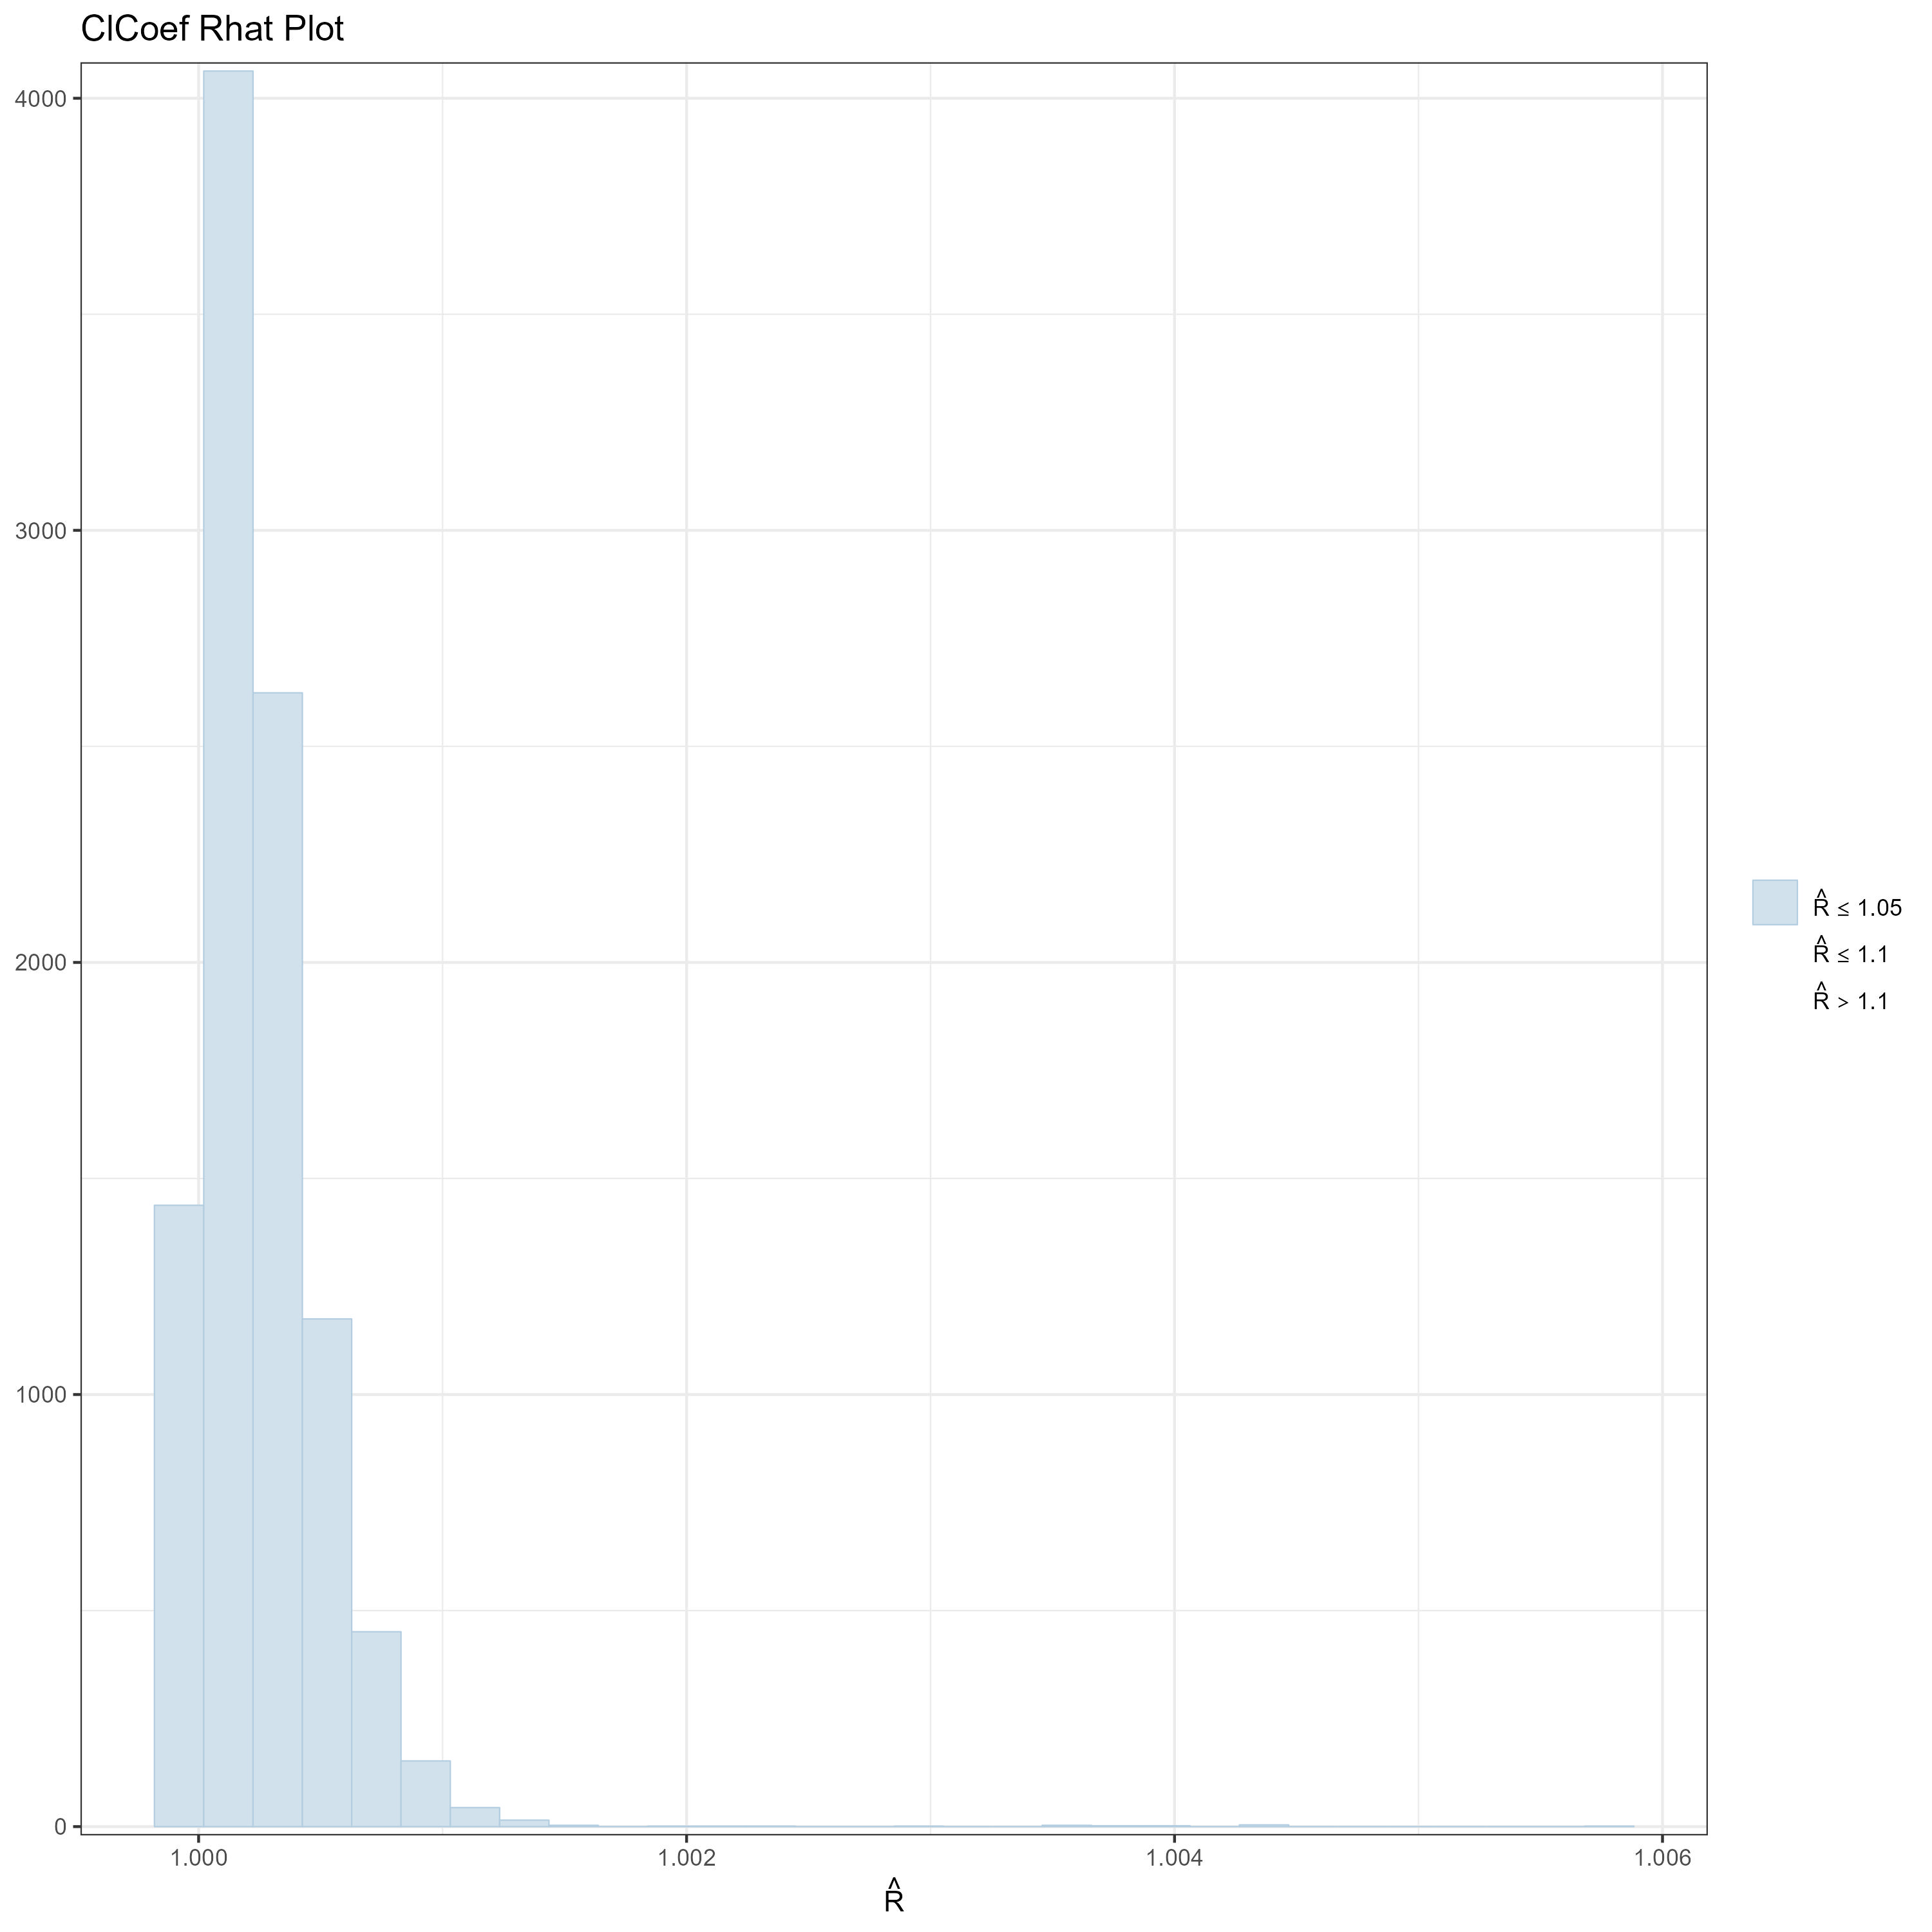 ClCoef Rhat Plot
4000
3000
2000
1000
0
1.000 1.002 1.004 1.006
R̂
R̂ ≤ 1.05
R̂ ≤ 1.1
R̂ > 1.1